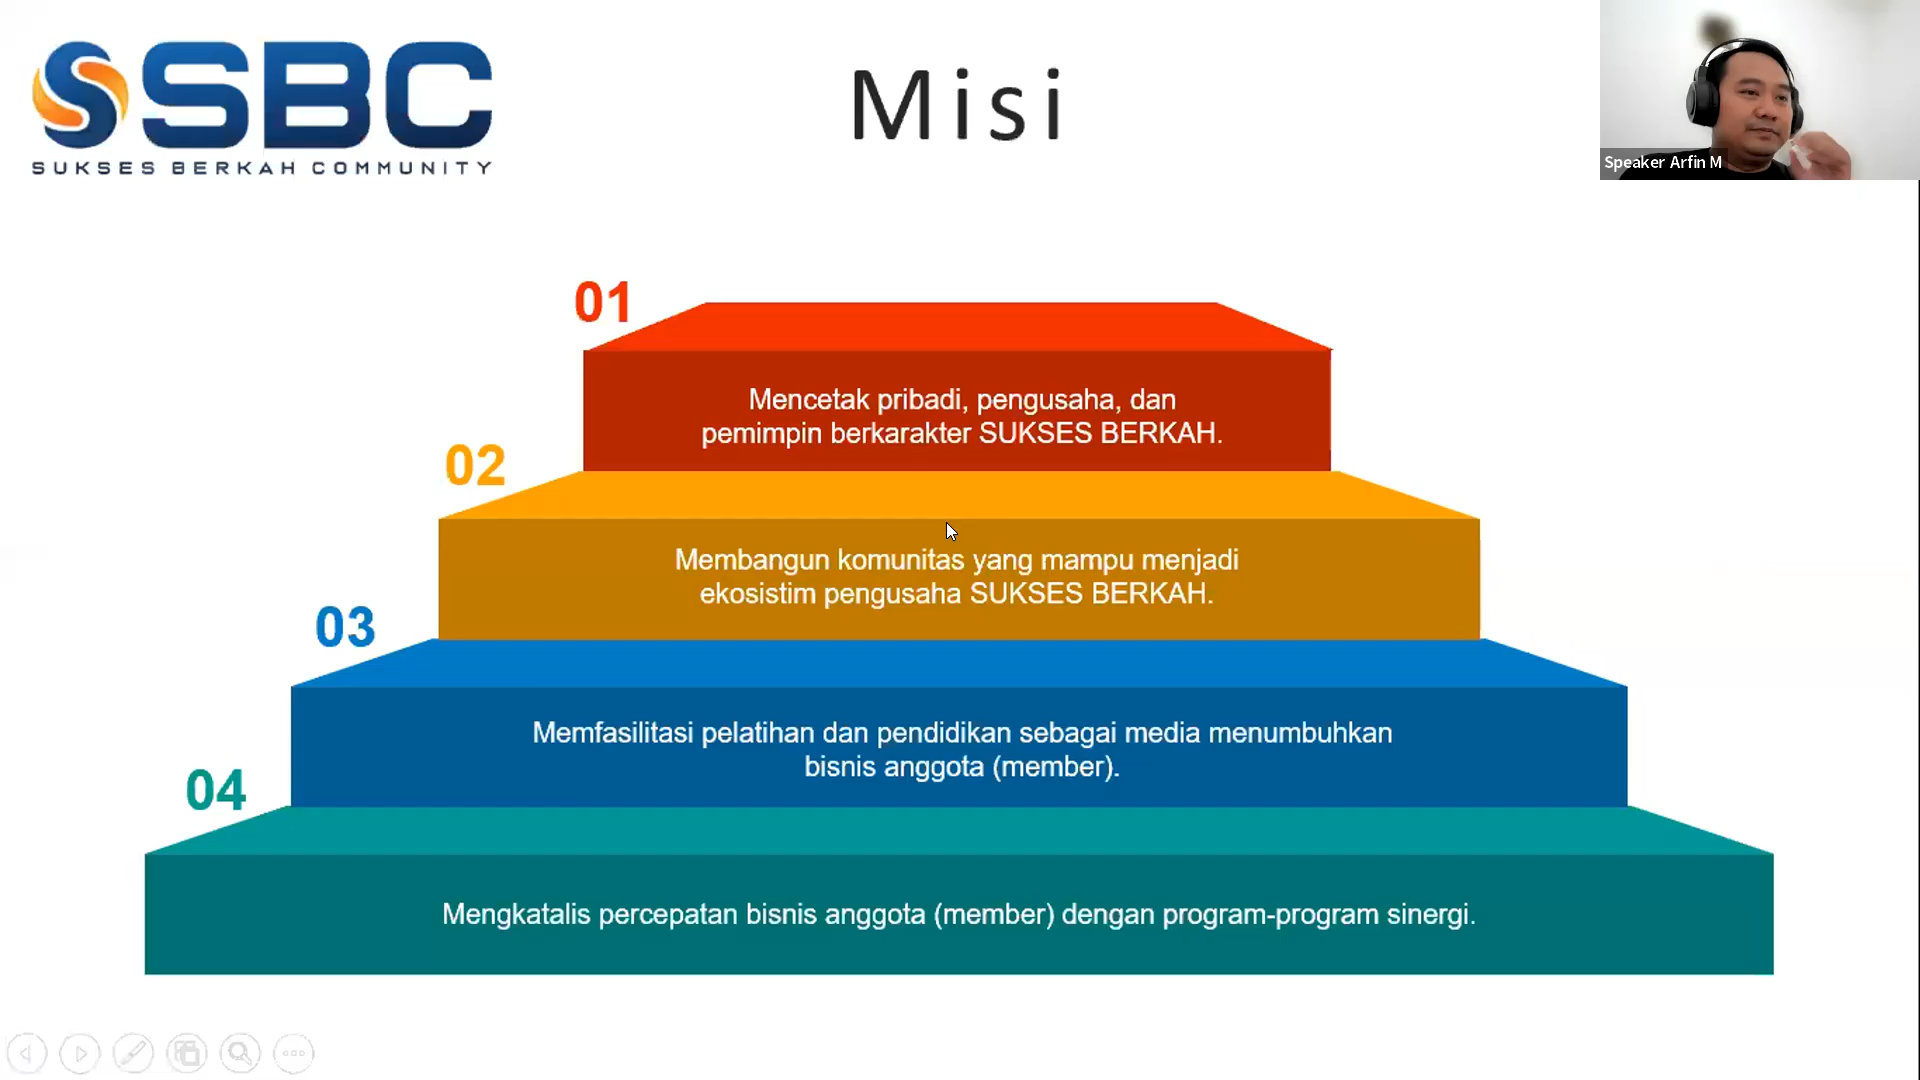 SSBC
SUKSES BERKAH COMMUNITY
Misi
Speaker Arfin M
01
Mencetak pribadi, pengusaha, dan
pemimpin berkarakter SUKSES BERKAH.
02
Membangun komunitas yang mampu menjadi
ekosistim pengusaha SUKSES BERKAH.
03
Memfasilitasi pelatihan dan pendidikan sebagai media menumbuhkan
bisnis anggota (member).
04
Mengkatalis percepatan bisnis anggota (member) dengan program-program sinergi.